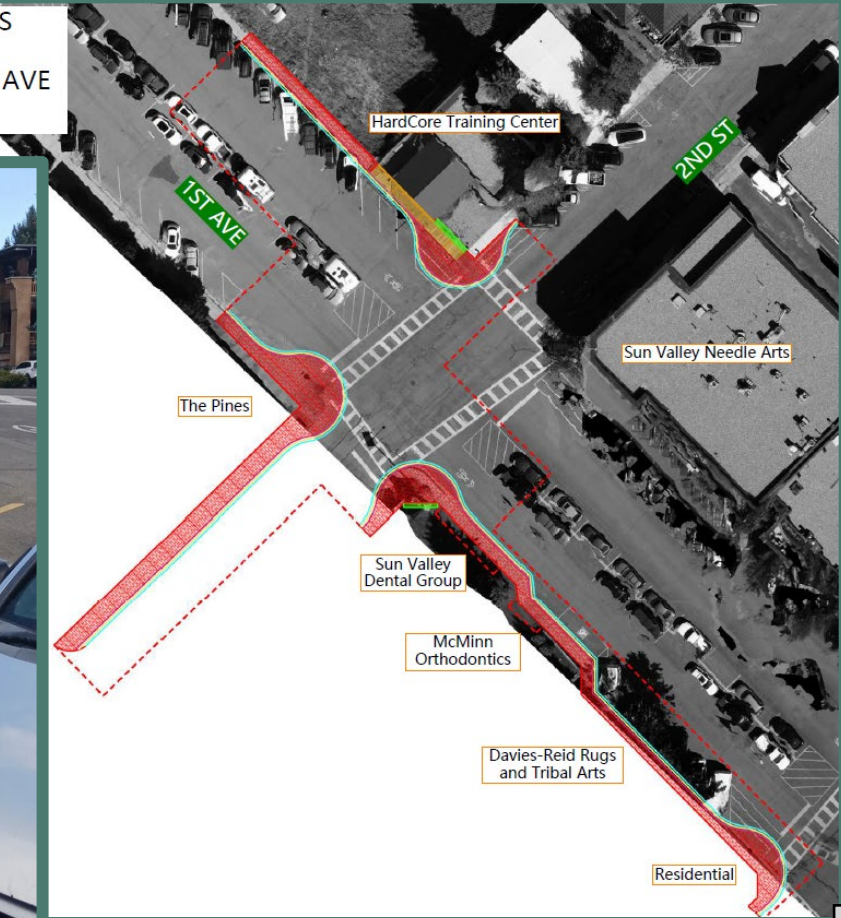 S
AVE
HardCore Training Center
2ND ST
1ST AVE
Sun Valley Needle Arts
The Pines
Sun Valley
Dental Group
McMinn
Orthodontics
Davies-Reid Rugs
and Tribal Arts
Residential